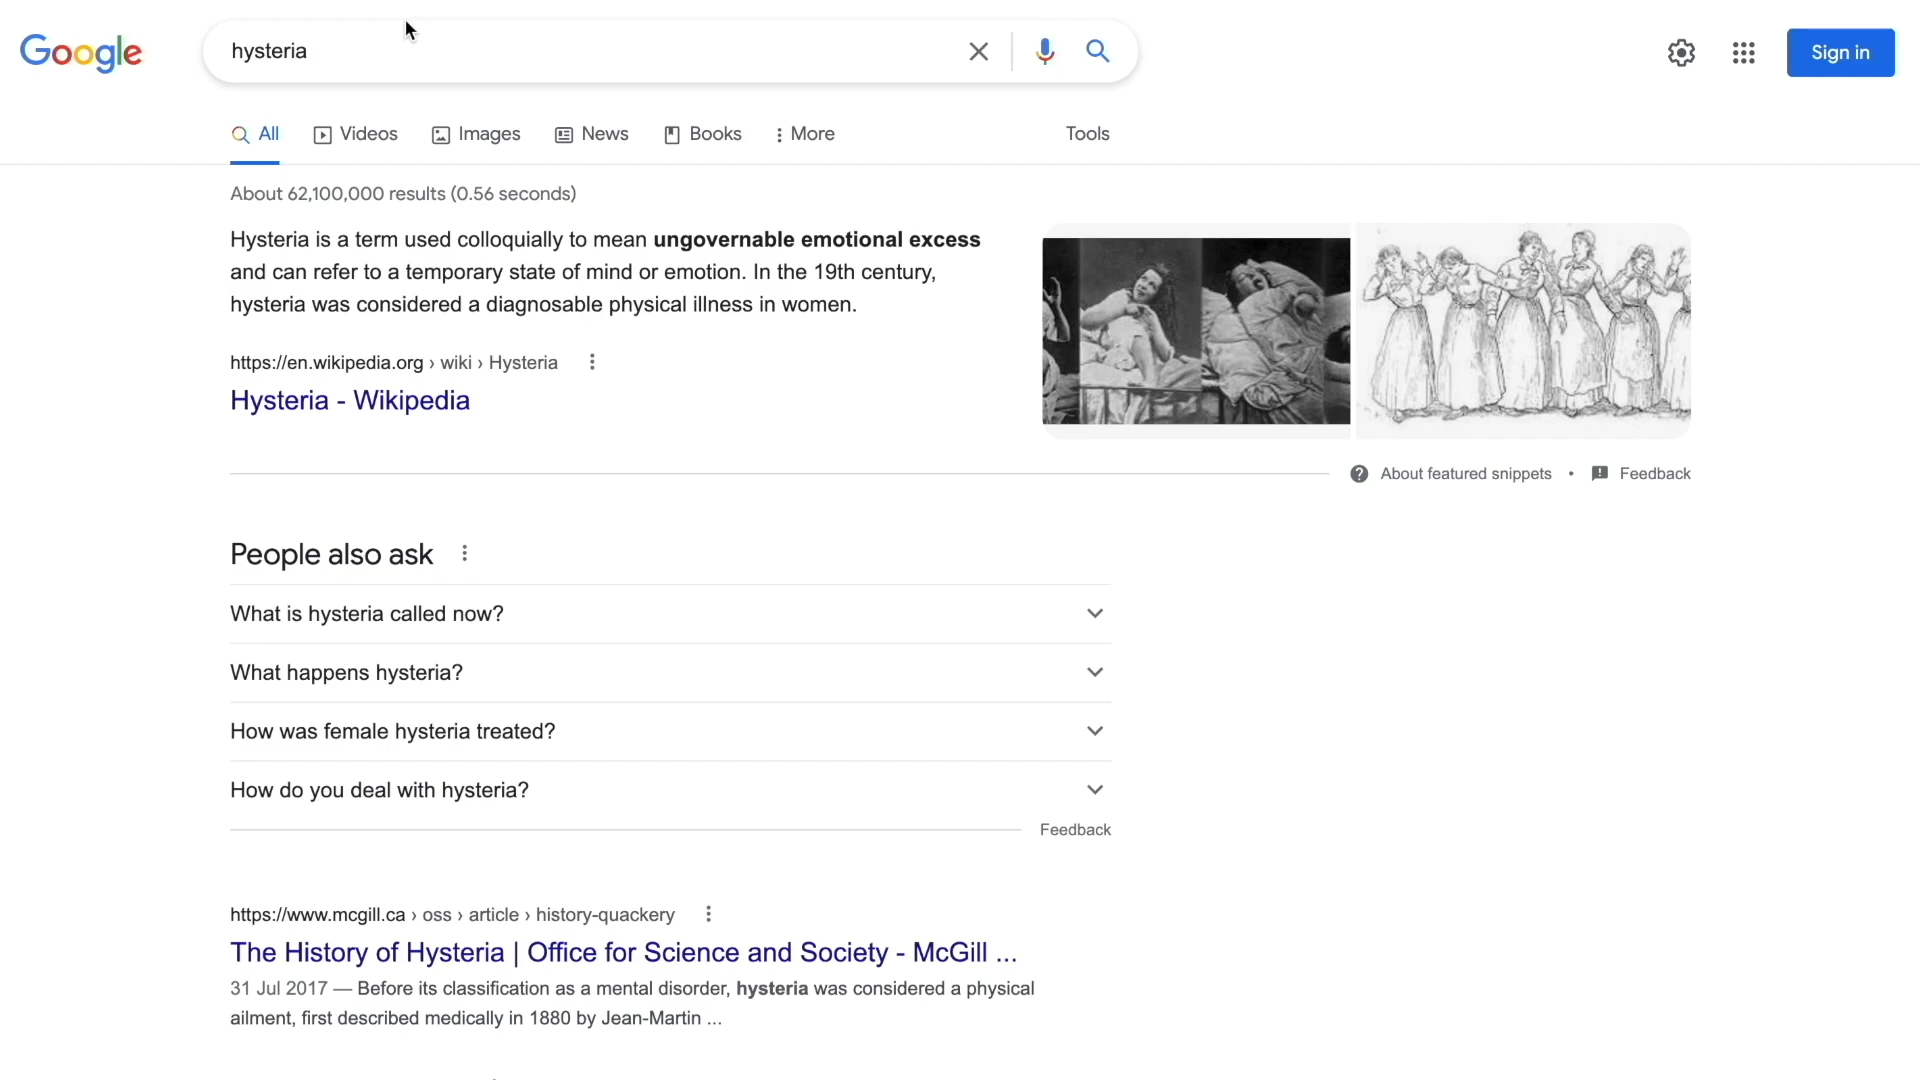 Google
hysteria
Sign in
All
Videos
Images
News
Books
More
Tools
About 62,100,000 results (0.56 seconds)
Hysteria is a term used colloquially to mean ungovernable emotional excess
and can refer to a temporary state of mind or emotion. In the 19th century,
hysteria was considered a diagnosable physical illness in women.
https://en.wikipedia.org › wiki › Hysteria
Hysteria - Wikipedia
About featured snippets • Feedback
People also ask
What is hysteria called now?
What happens hysteria?
How was female hysteria treated?
How do you deal with hysteria?
Feedback
https://www.mcgill.ca › oss › article › history-quackery
The History of Hysteria | Office for Science and Society - McGill ...
31 Jul 2017 — Before its classification as a mental disorder, hysteria was considered a physical
ailment, first described medically in 1880 by Jean-Martin ...